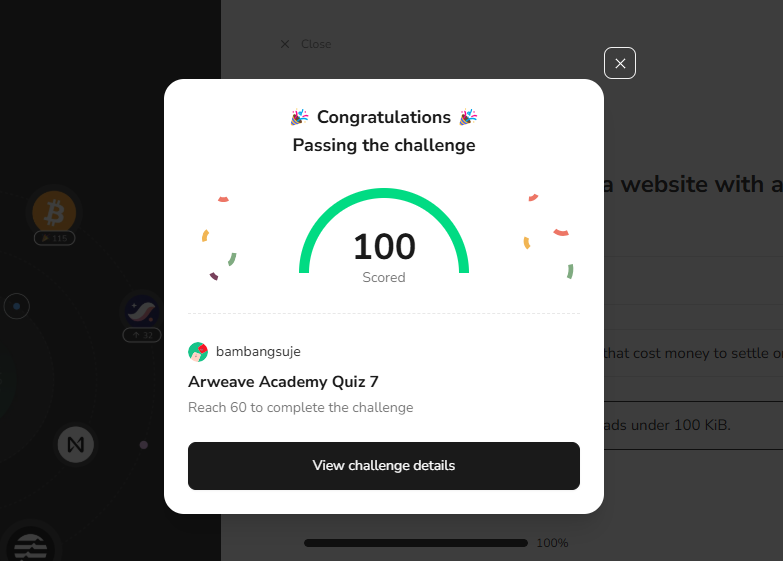 Close
🎉 Congratulations 🎉
Passing the challenge
a website with a
115
100
Scored
32
that cost money to settle o
bambangsuje
Arweave Academy Quiz 7
Reach 60 to complete the challenge
ads under 100 KiB.
View challenge details
100%